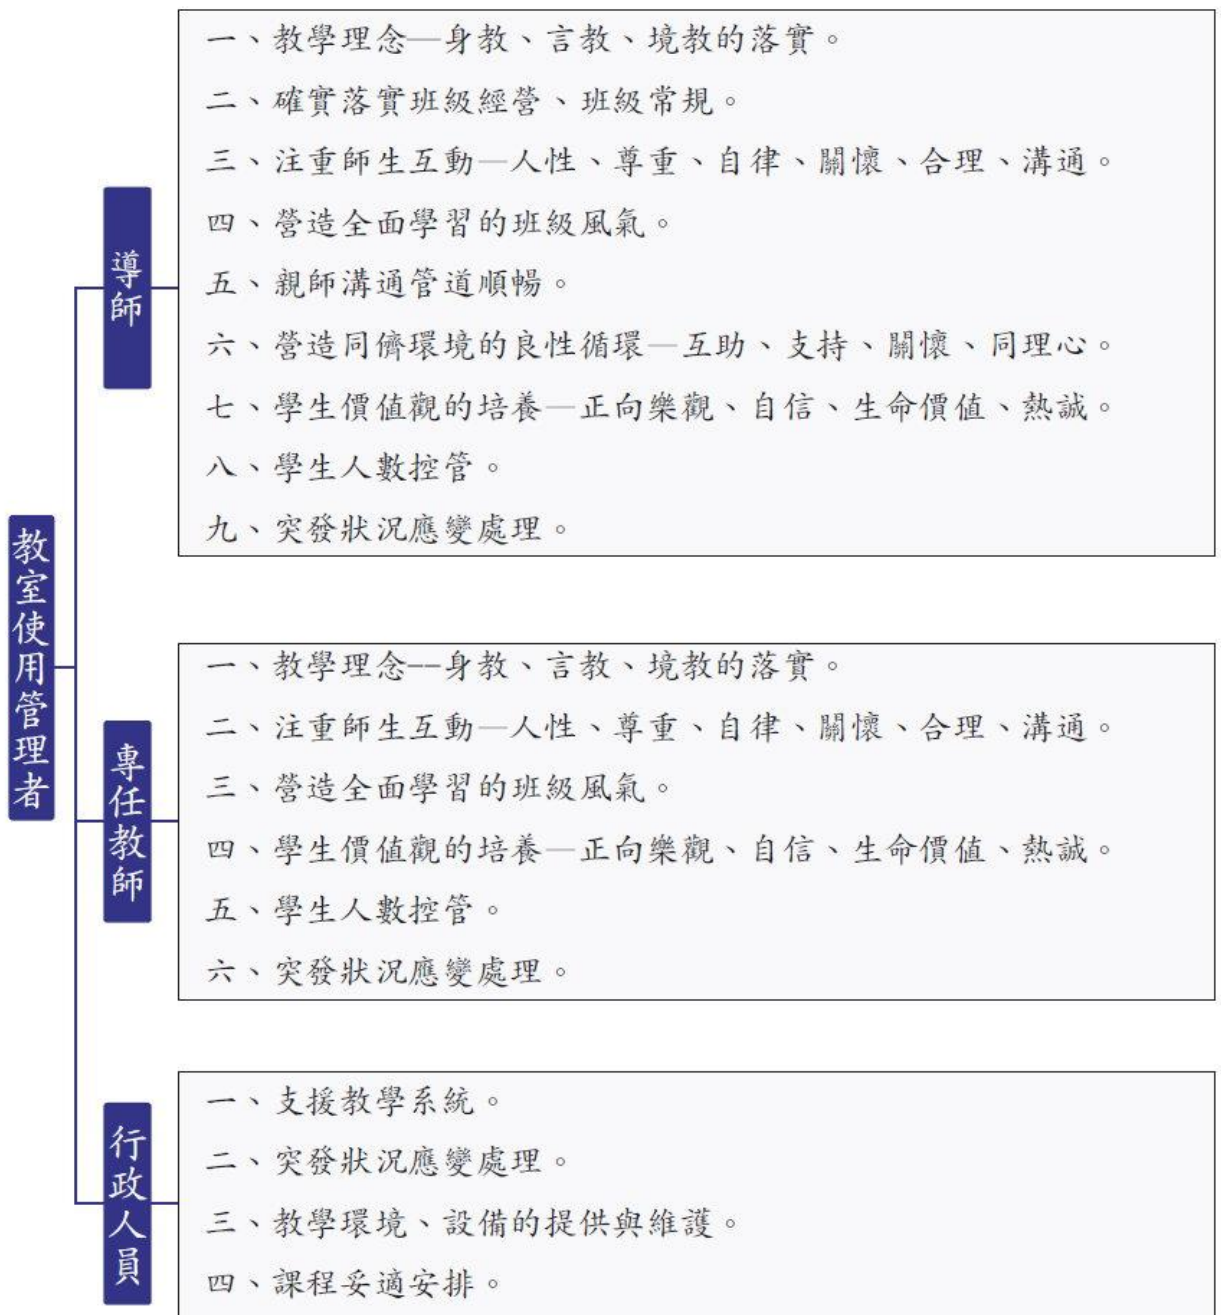 教室使用管理者
導師
一、教學理念—身教、言教、境教的落實。
二、確實落實班級經營、班級常規。
三、注重師生互動—人性、尊重、自律、關懷、合理、溝通。
四、營造全面學習的班級風氣。
五、親師溝通管道順暢。
六、營造同儕環境的良性循環—互助、支持、關懷、同理心。
七、學生價值觀的培養—正向樂觀、自信、生命價值、熱誠。
八、學生人數控管。
九、突發狀況應變處理。
專任教師
一、教學理念--身教、言教、境教的落實。
二、注重師生互動—人性、尊重、自律、關懷、合理、溝通。
三、營造全面學習的班級風氣。
四、學生價值觀的培養—正向樂觀、自信、生命價值、熱誠。
五、學生人數控管。
六、突發狀況應變處理。
行政人員
一、支援教學系統。
二、突發狀況應變處理。
三、教學環境、設備的提供與維護。
四、課程妥適安排。